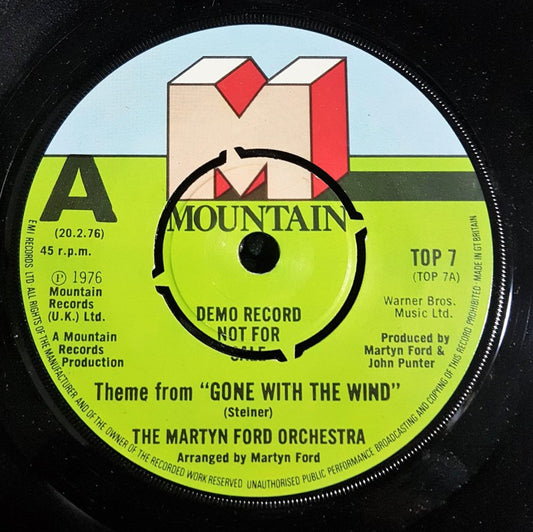 M
MOUNTAIN
A
(20.2.76)
45 r.p.m.
℗ 1976
Mountain
Records
(U.K.) Ltd.
A Mountain
Records
Production
TOP 7
(TOP 7A)
Warner Bros.
Music Ltd.
Produced by
Martyn Ford &
John Punter
DEMO RECORD
NOT FOR
SALE
Theme from “GONE WITH THE WIND”
(Steiner)
THE MARTYN FORD ORCHESTRA
Arranged by Martyn Ford
EMI RECORDS LTD ALL RIGHTS OF THE MANUFACTURER AND OF THE OWNER OF THE RECORDED WORK RESERVED UNAUTHORISED PUBLIC PERFORMANCE BROADCASTING AND COPYING OF THIS RECORD PROHIBITED MADE IN GT BRITAIN